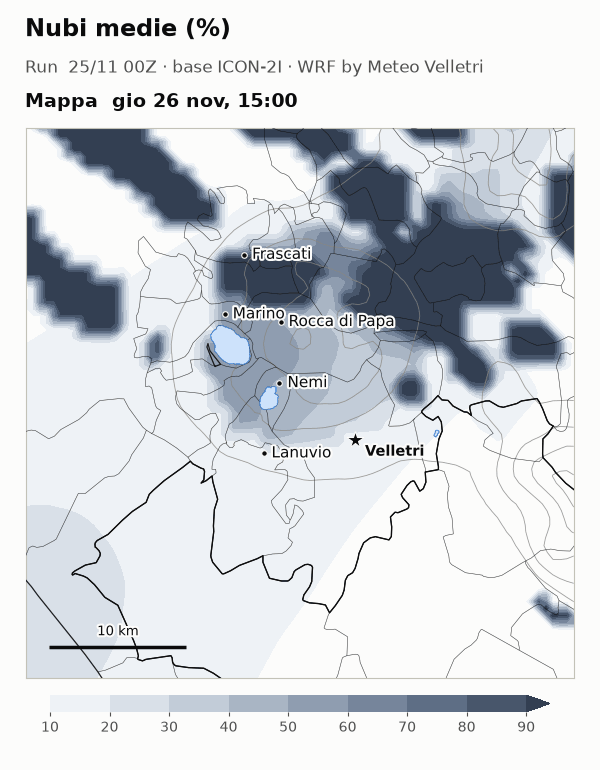 Nubi medie (%)
Run  25/11 00Z · base ICON-2I · WRF by Meteo Velletri
Mappa  gio 26 nov, 15:00
Frascati
Marino
Rocca di Papa
Nemi
Velletri
Lanuvio
10 km
10 20 30 40 50 60 70 80 90